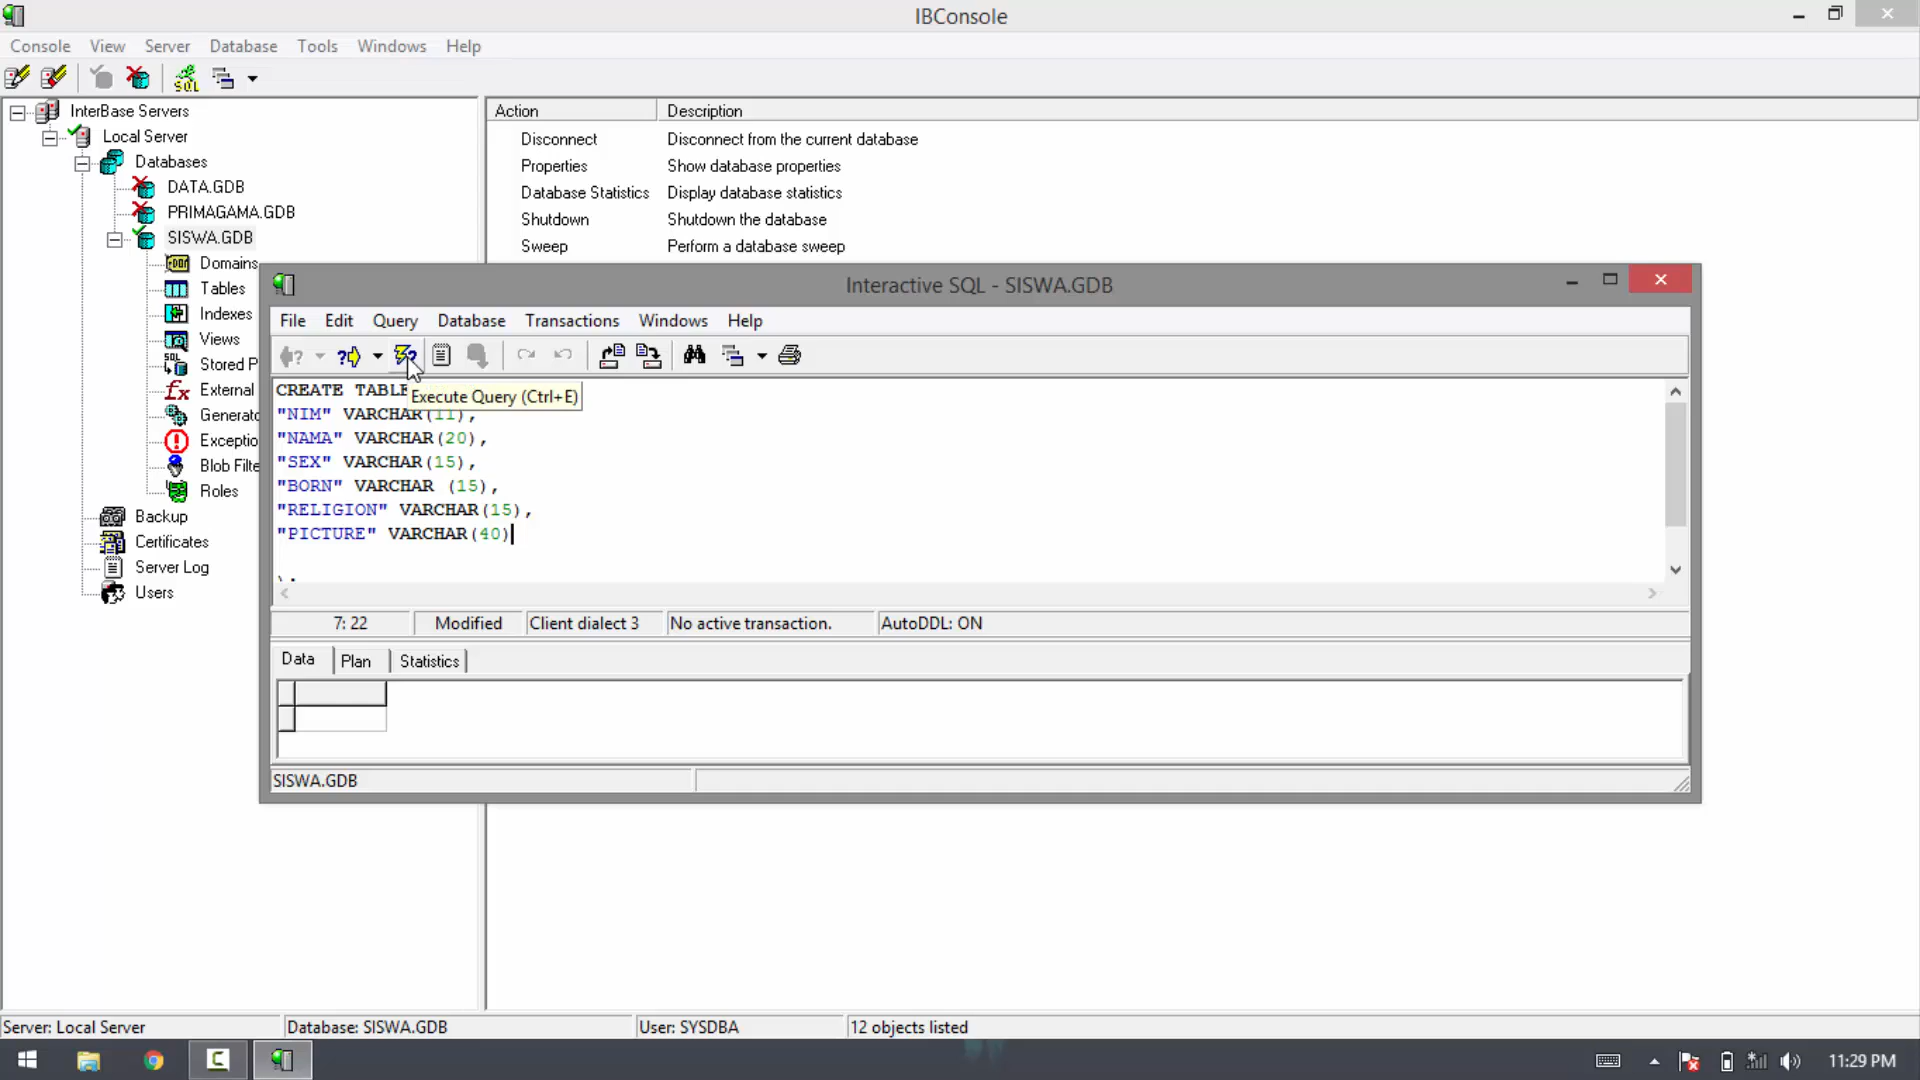 IBConsole
Console View Server Database Tools Windows Help
SQL
InterBase Servers
Local Server
Databases
DATA.GDB
PRIMAGAMA.GDB
SISWA.GDB
Domains
Tables
Indexes
Views
Stored P
External
Generato
Exceptio
Blob Filte
Roles
Backup
Certificates
Server Log
Users
Action Description
Disconnect Disconnect from the current database
Properties Show database properties
Database Statistics Display database statistics
Shutdown Shutdown the database
Sweep Perform a database sweep
Interactive SQL - SISWA.GDB
File Edit Query Database Transactions Windows Help
CREATE TABLE
Execute Query (Ctrl+E)
"NIM" VARCHAR(11),
"NAMA" VARCHAR(20),
"SEX" VARCHAR(15),
"BORN" VARCHAR (15),
"RELIGION" VARCHAR(15),
"PICTURE" VARCHAR(40)
7: 22 Modified Client dialect 3 No active transaction. AutoDDL: ON
Data Plan Statistics
SISWA.GDB
Server: Local Server Database: SISWA.GDB User: SYSDBA 12 objects listed
11:29 PM